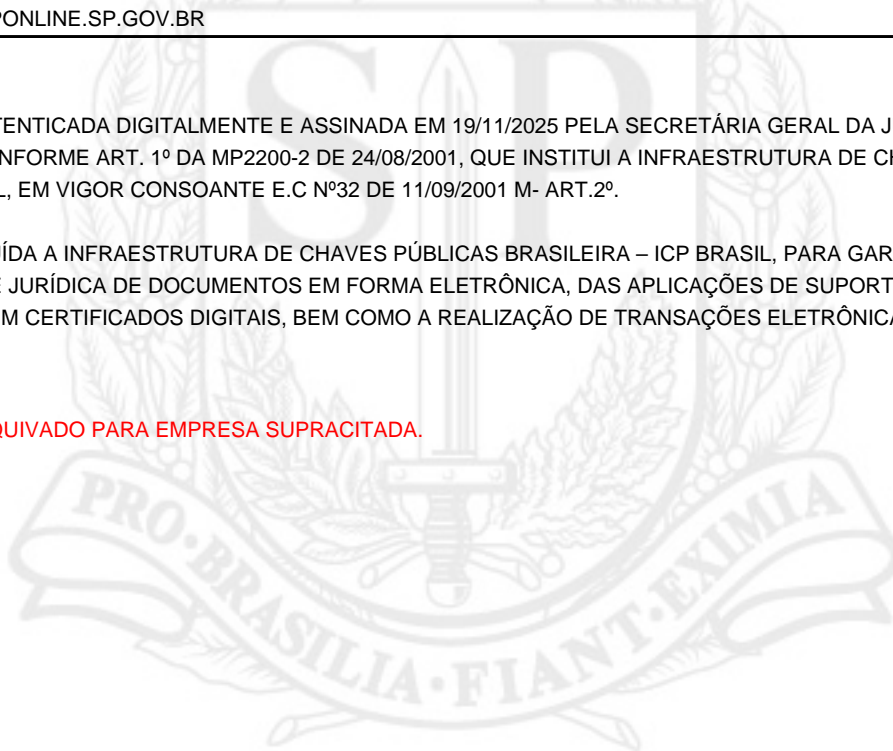 PONLINE.SP.GOV.BR
TENTICADA DIGITALMENTE E ASSINADA EM 19/11/2025 PELA SECRETÁRIA GERAL DA J
NFORME ART. 1º DA MP2200-2 DE 24/08/2001, QUE INSTITUI A INFRAESTRUTURA DE CH
L, EM VIGOR CONSOANTE E.C Nº32 DE 11/09/2001 M- ART.2º.
UÍDA A INFRAESTRUTURA DE CHAVES PÚBLICAS BRASILEIRA – ICP BRASIL, PARA GAR
E JURÍDICA DE DOCUMENTOS EM FORMA ELETRÔNICA, DAS APLICAÇÕES DE SUPORT
EM CERTIFICADOS DIGITAIS, BEM COMO A REALIZAÇÃO DE TRANSAÇÕES ELETRÔNICA
QUIVADO PARA EMPRESA SUPRACITADA.
SP
PRO·BRASILIA·FIANT·EXIMIA